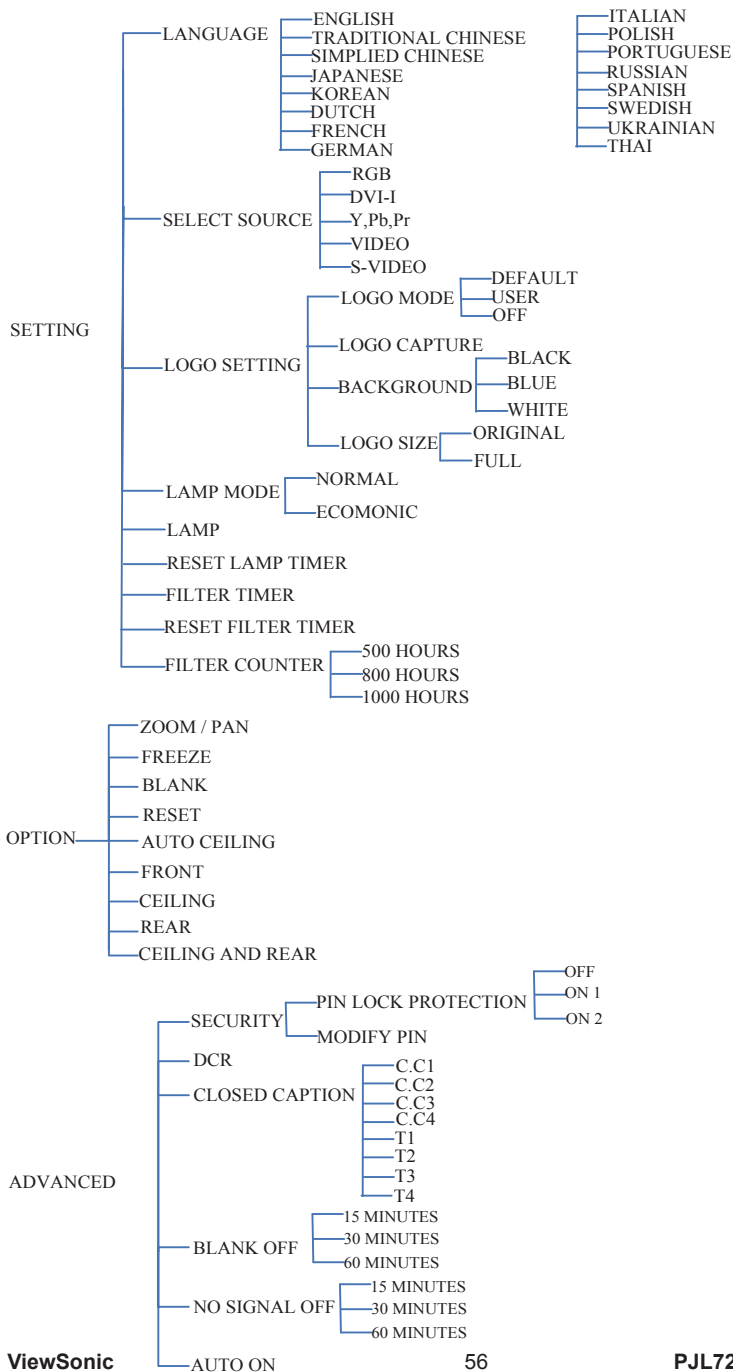 SETTING
LANGUAGE
ENGLISH
TRADITIONAL CHINESE
SIMPLIED CHINESE
JAPANESE
KOREAN
DUTCH
FRENCH
GERMAN
ITALIAN
POLISH
PORTUGUESE
RUSSIAN
SPANISH
SWEDISH
UKRAINIAN
THAI
SELECT SOURCE
RGB
DVI-I
Y,Pb,Pr
VIDEO
S-VIDEO
LOGO SETTING
LOGO MODE
DEFAULT
USER
OFF
LOGO CAPTURE
BACKGROUND
BLACK
BLUE
WHITE
LOGO SIZE
ORIGINAL
FULL
LAMP MODE
NORMAL
ECOMONIC
LAMP
RESET LAMP TIMER
FILTER TIMER
RESET FILTER TIMER
FILTER COUNTER
500 HOURS
800 HOURS
1000 HOURS
OPTION
ZOOM / PAN
FREEZE
BLANK
RESET
AUTO CEILING
FRONT
CEILING
REAR
CEILING AND REAR
ADVANCED
SECURITY
PIN LOCK PROTECTION
OFF
ON 1
ON 2
MODIFY PIN
DCR
CLOSED CAPTION
C.C1
C.C2
C.C3
C.C4
T1
T2
T3
T4
BLANK OFF
15 MINUTES
30 MINUTES
60 MINUTES
NO SIGNAL OFF
15 MINUTES
30 MINUTES
60 MINUTES
AUTO ON
ViewSonic 56 PJL72